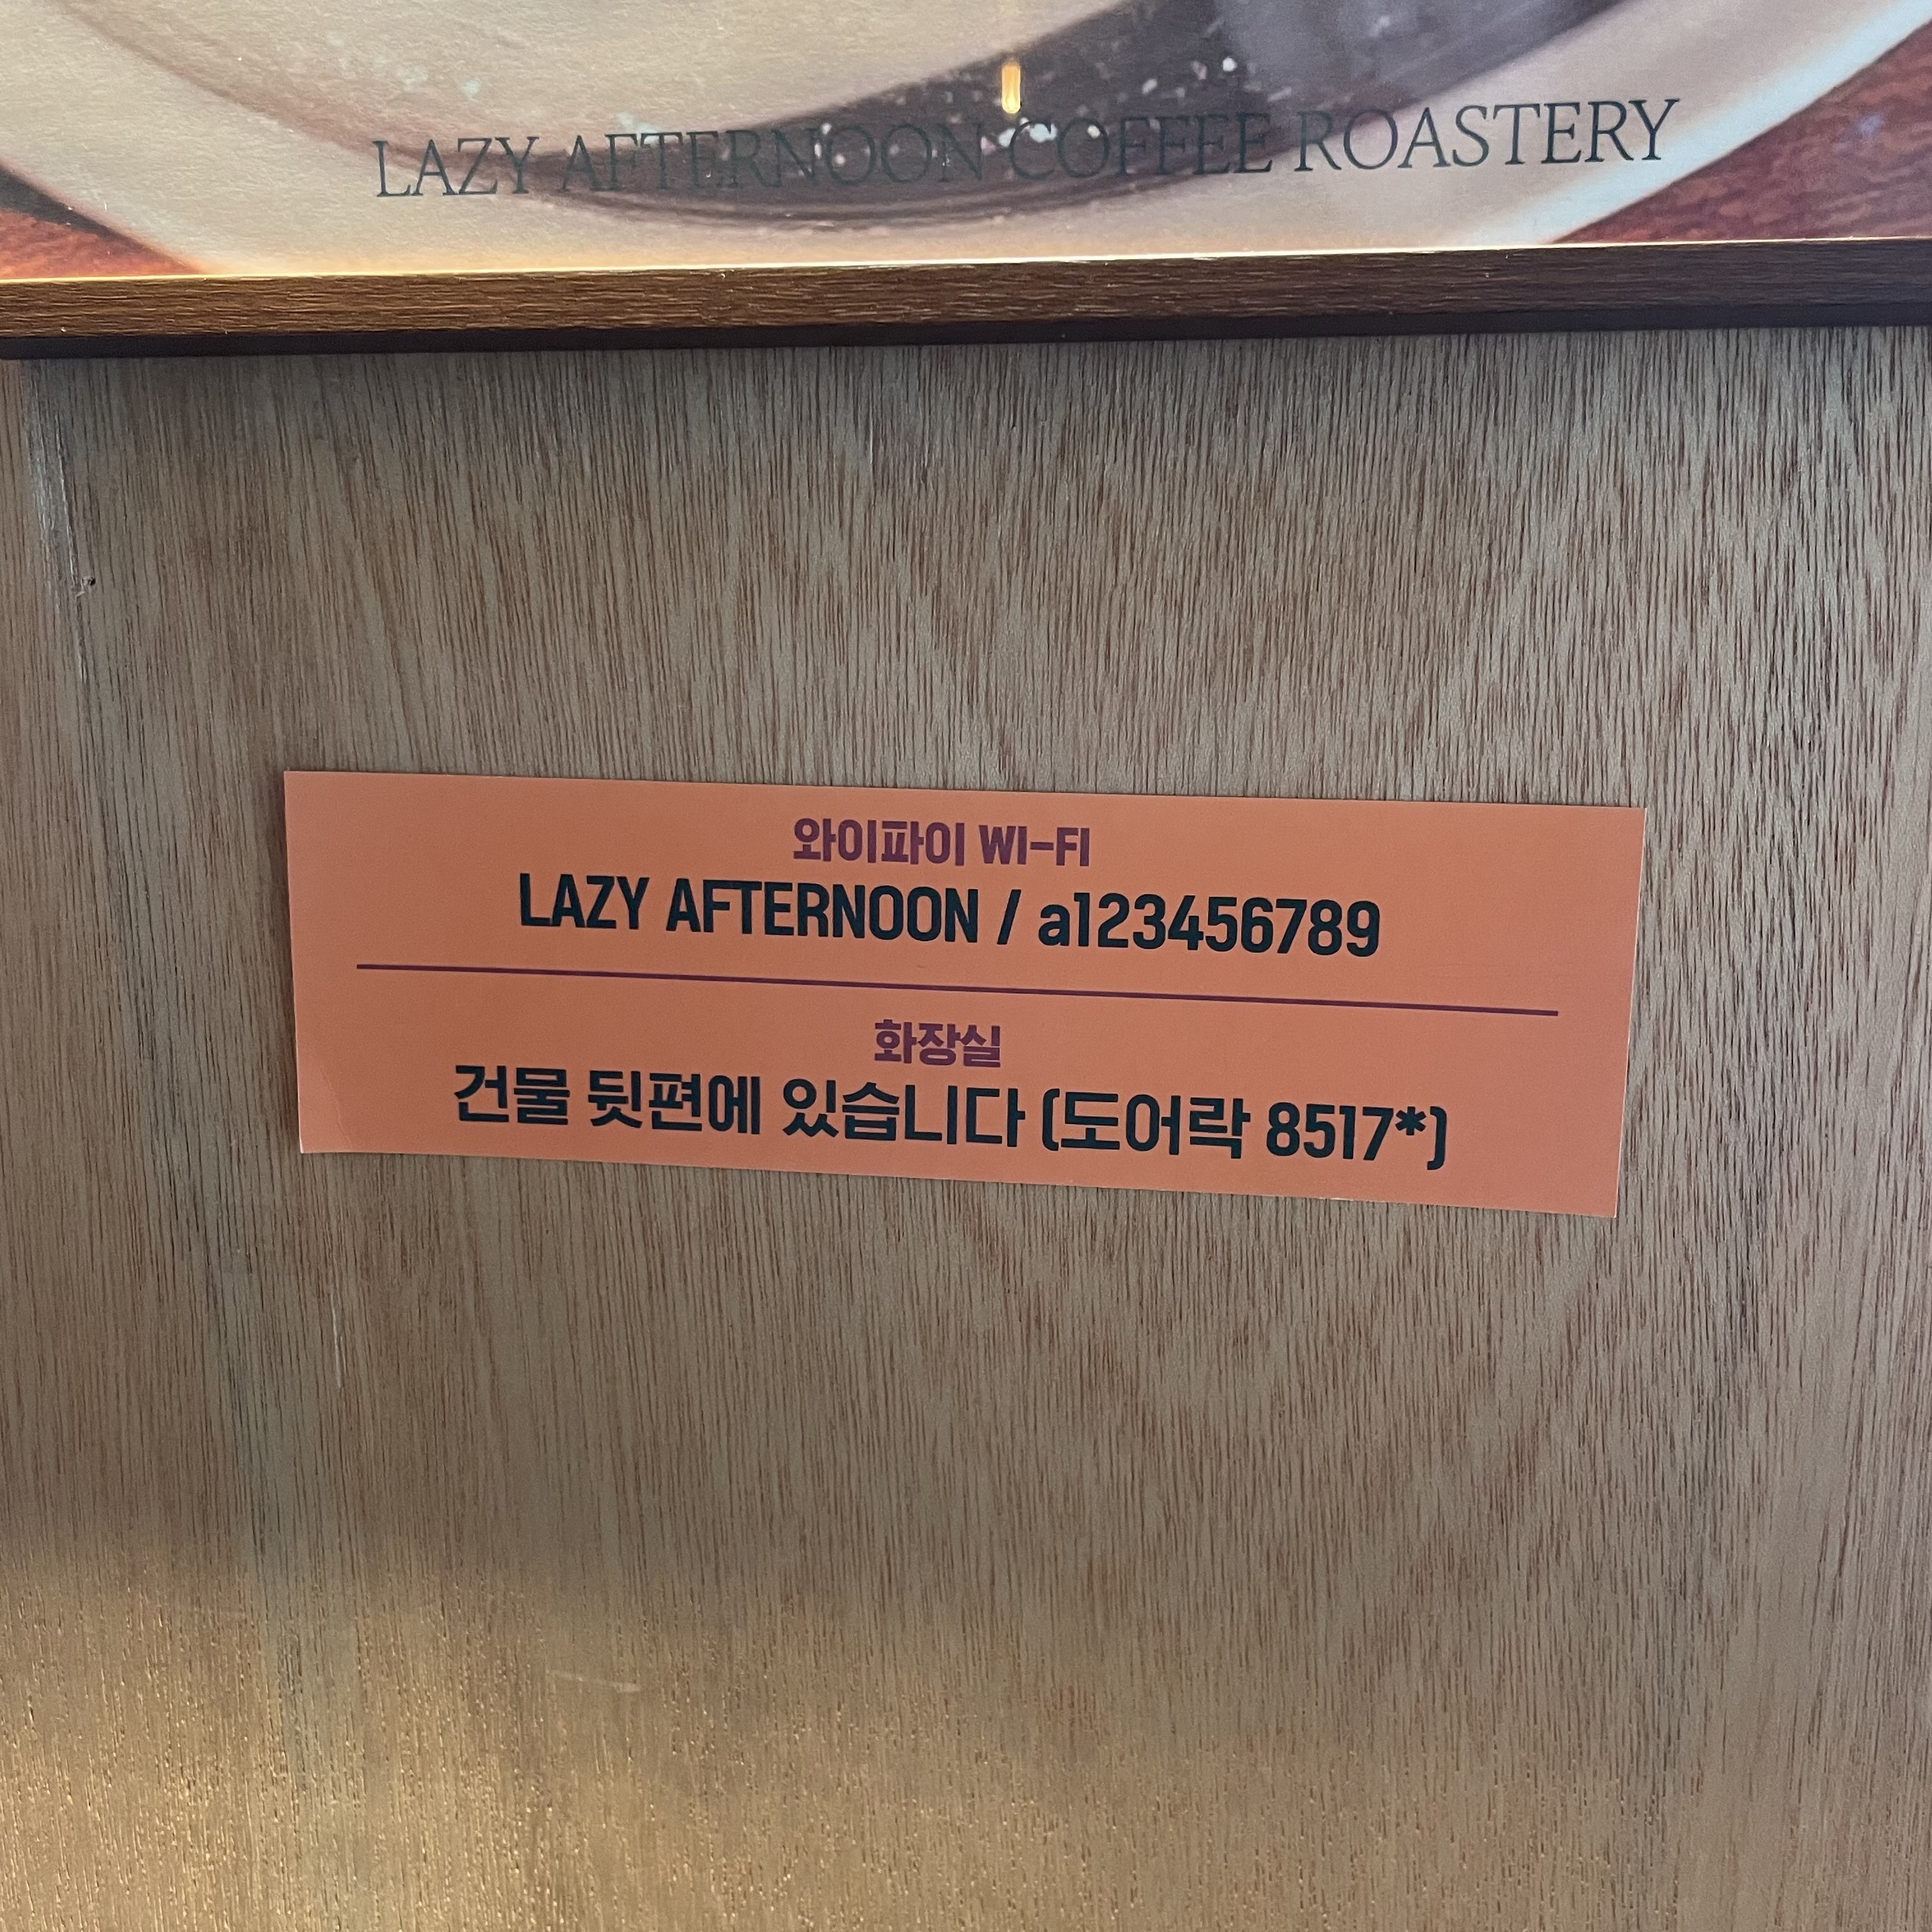 LAZY AFTERNOON COFFEE ROASTERY
와이파이 WI-FI
LAZY AFTERNOON / a123456789
화장실
건물 뒷편에 있습니다 (도어락 8517*)